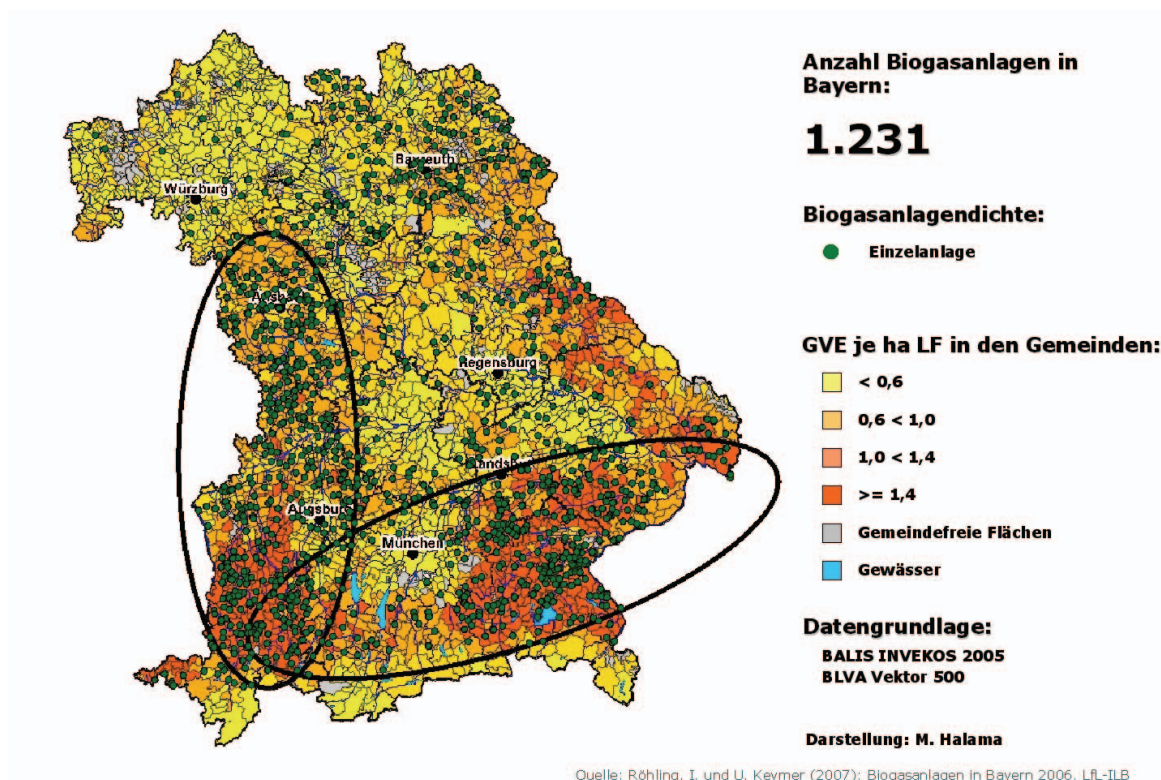 Anzahl Biogasanlagen in
Bayern:
1.231
Biogasanlagendichte:
Einzelanlage
GVE je ha LF in den Gemeinden:
< 0,6
0,6 < 1,0
1,0 < 1,4
>= 1,4
Gemeindefreie Flächen
Gewässer
Datengrundlage:
BALIS INVEKOS 2005
BLVA Vektor 500
Darstellung: M. Halama
Quelle: Röhling, I. und U. Keymer (2007): Biogasanlagen in Bayern 2006, LfL-ILB
Bayreuth
Würzburg
Regensburg
Augsburg
München